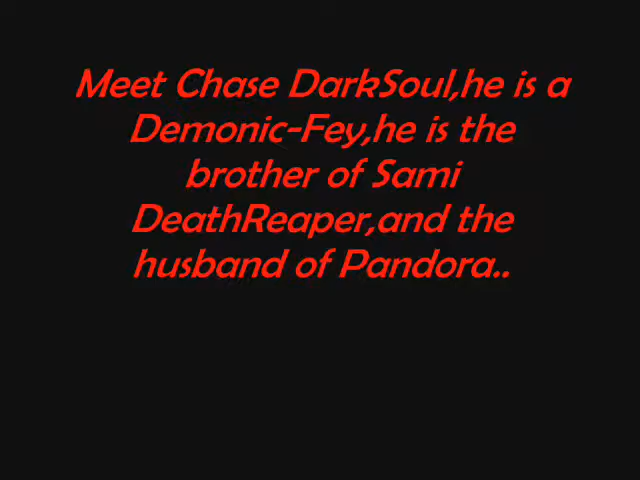 Meet Chase DarkSoul,he is a
Demonic-Fey,he is the
brother of Sami
DeathReaper,and the
husband of Pandora..